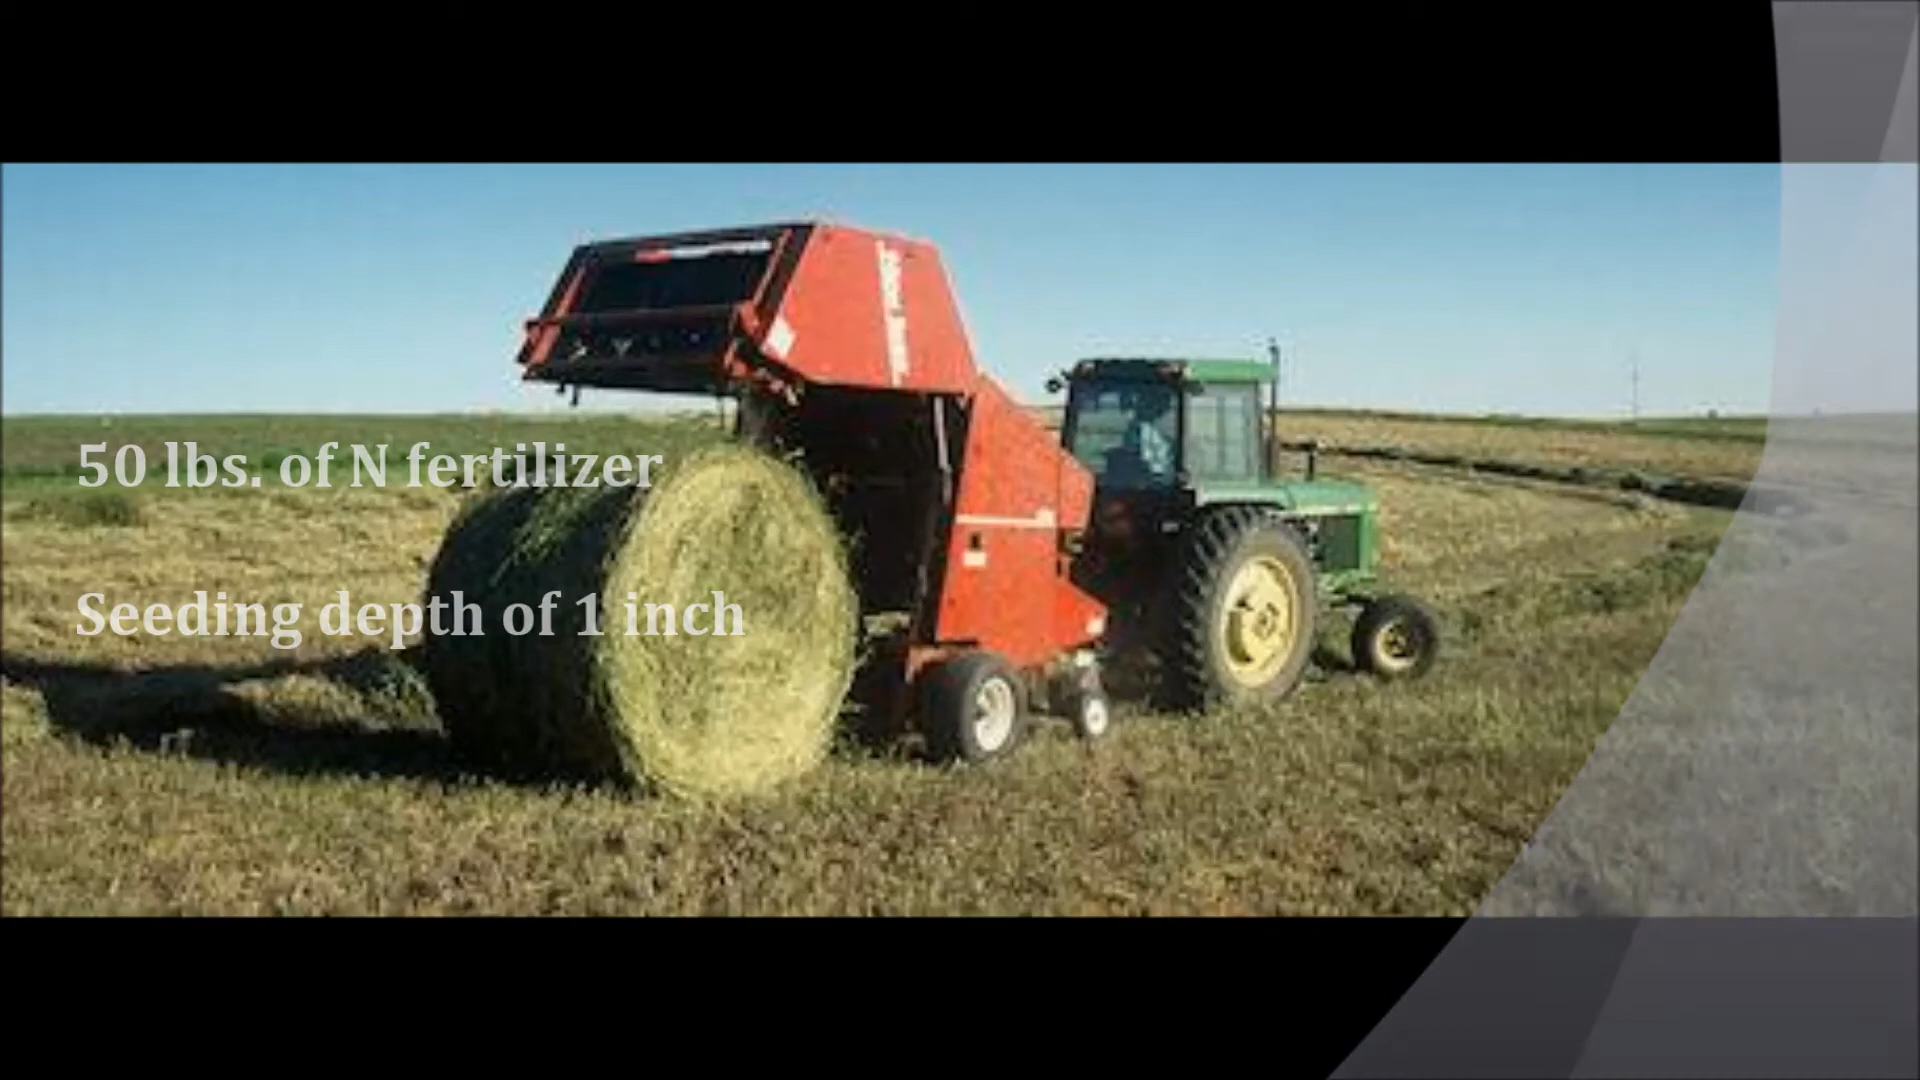 50 lbs. of N fertilizer
Seeding depth of 1 inch